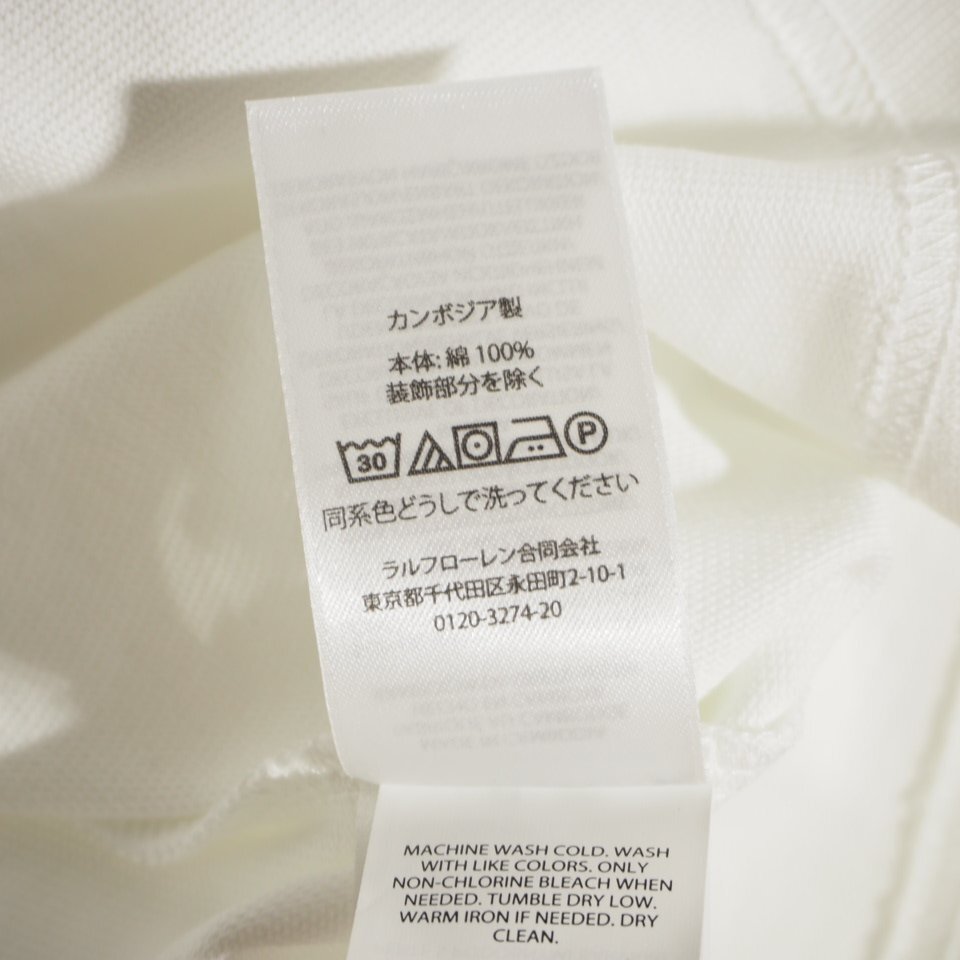 カンボジア製
本体: 綿 100%
装飾部分を除く
30
P
同系色どうしで洗ってください
ラルフローレン合同会社
東京都千代田区永田町2-10-1
0120-3274-20
MACHINE WASH COLD. WASH
WITH LIKE COLORS. ONLY
NON-CHLORINE BLEACH WHEN
NEEDED. TUMBLE DRY LOW.
WARM IRON IF NEEDED. DRY
CLEAN.